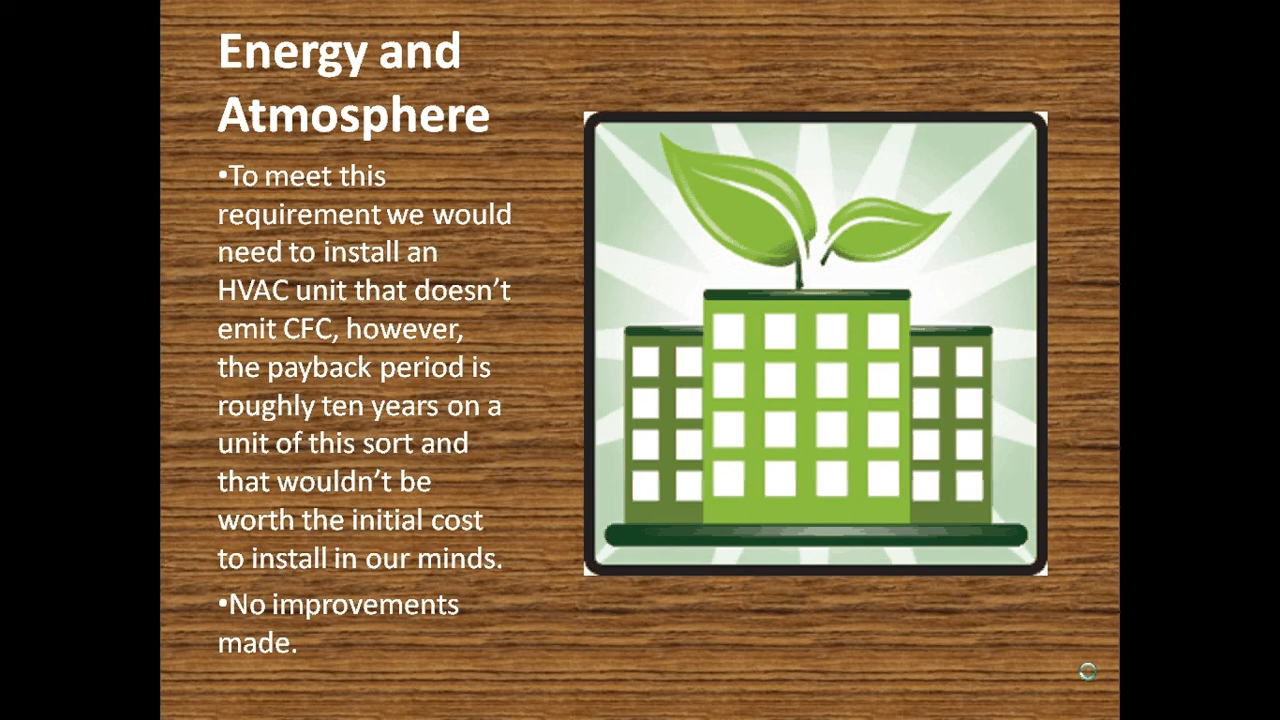 Energy and
Atmosphere
•To meet this
requirement we would
need to install an
HVAC unit that doesn’t
emit CFC, however,
the payback period is
roughly ten years on a
unit of this sort and
that wouldn’t be
worth the initial cost
to install in our minds.
•No improvements
made.